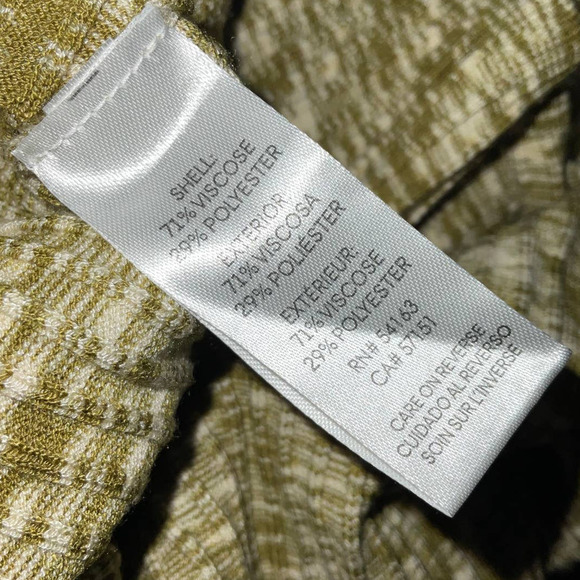 SHELL:
71% VISCOSE
29% POLYESTER
EXTERIOR
71% VISCOSA
29% POLIÉSTER
EXTÉRIEUR:
71% VISCOSE
29% POLYESTER
RN# 54163
CA# 57151
CARE ON REVERSE
CUIDADO AL REVERSO
SOIN SUR L'INVERSE